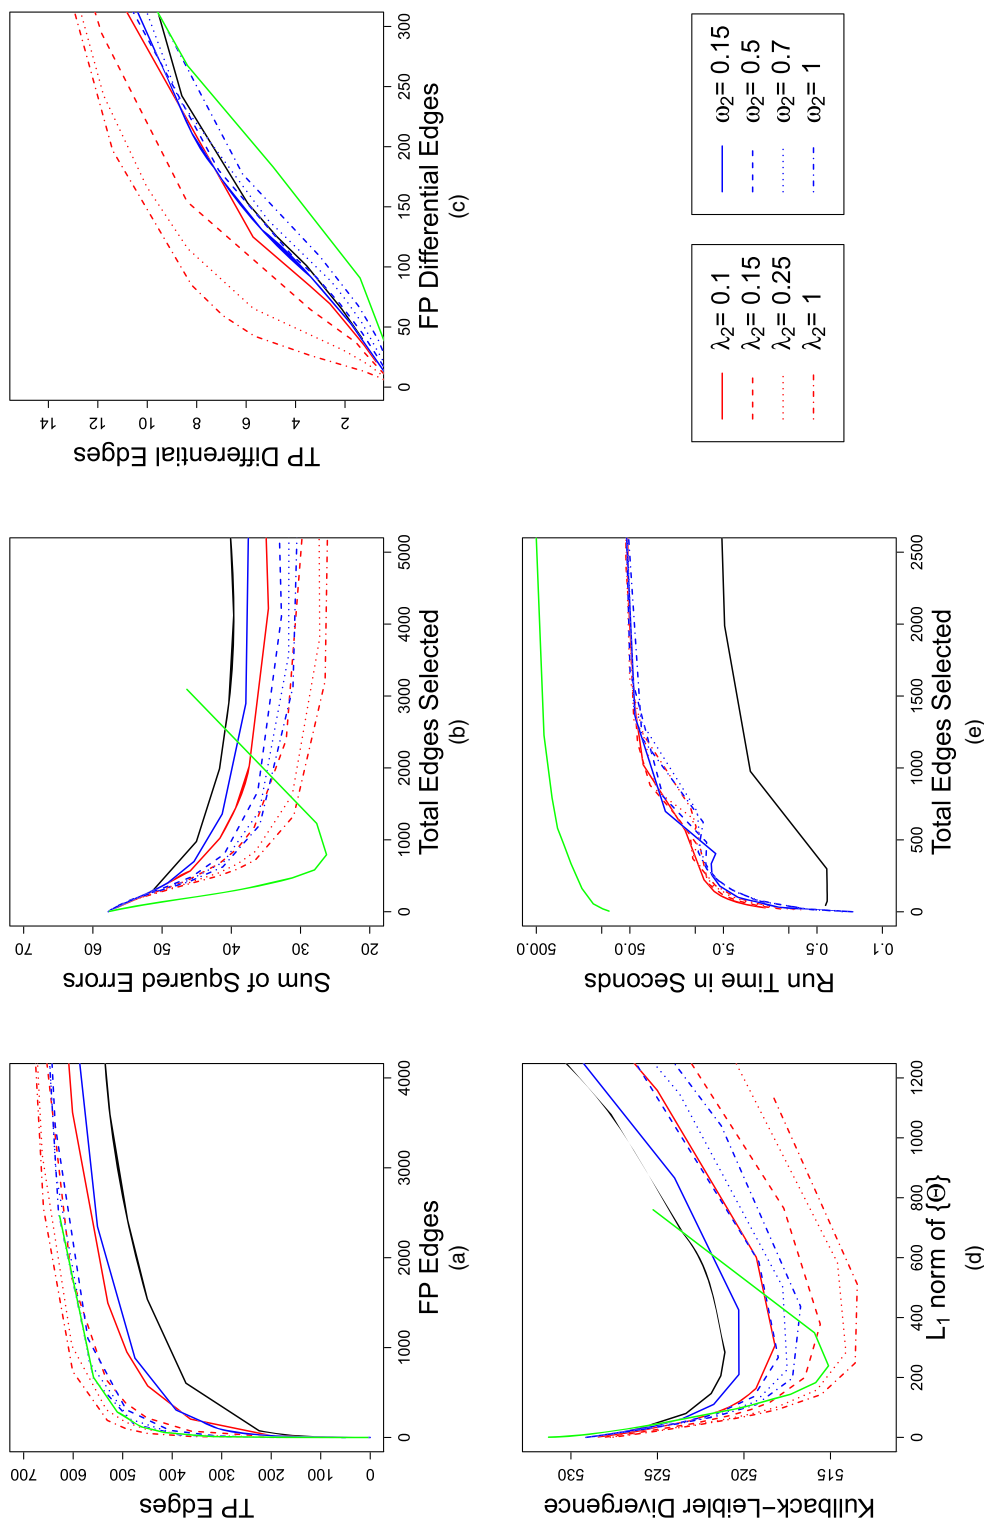 TP Edges
0 100 200 300 400 500 600 700
0 1000 2000 3000 4000
FP Edges
(a)
Sum of Squared Errors
20 30 40 50 60 70
0 1000 2000 3000 4000 5000
Total Edges Selected
(b)
TP Differential Edges
2 4 6 8 10 12 14
0 50 100 150 200 250 300
FP Differential Edges
(c)
Kullback−Leibler Divergence
515 520 525 530
0 200 400 600 800 1000 1200
L₁ norm of {Θ}
(d)
Run Time in Seconds
0.1 0.5 5.0 50.0 500.0
0 500 1000 1500 2000 2500
Total Edges Selected
(e)
λ₂= 0.1
λ₂= 0.15
λ₂= 0.25
λ₂= 1
ω₂= 0.15
ω₂= 0.5
ω₂= 0.7
ω₂= 1